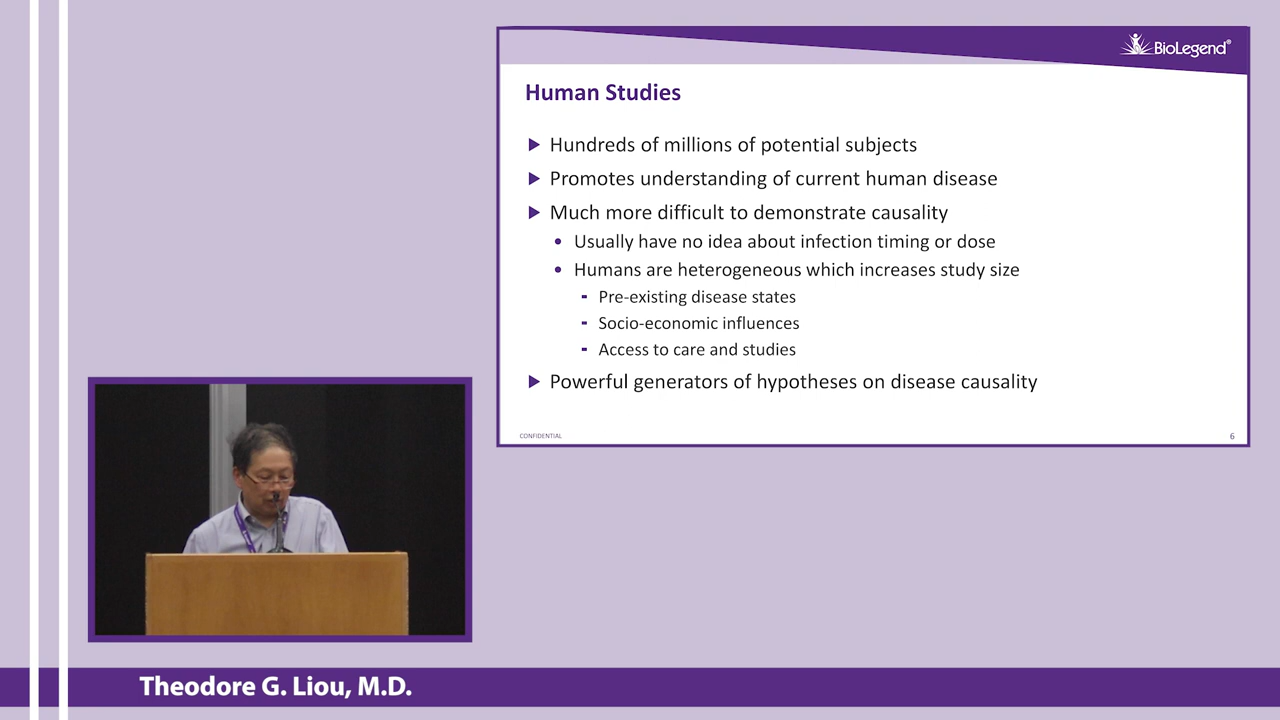 BioLegend®
Human Studies
Hundreds of millions of potential subjects
Promotes understanding of current human disease
Much more difficult to demonstrate causality
Usually have no idea about infection timing or dose
Humans are heterogeneous which increases study size
Pre-existing disease states
Socio-economic influences
Access to care and studies
Powerful generators of hypotheses on disease causality
CONFIDENTIAL
6
Theodore G. Liou, M.D.